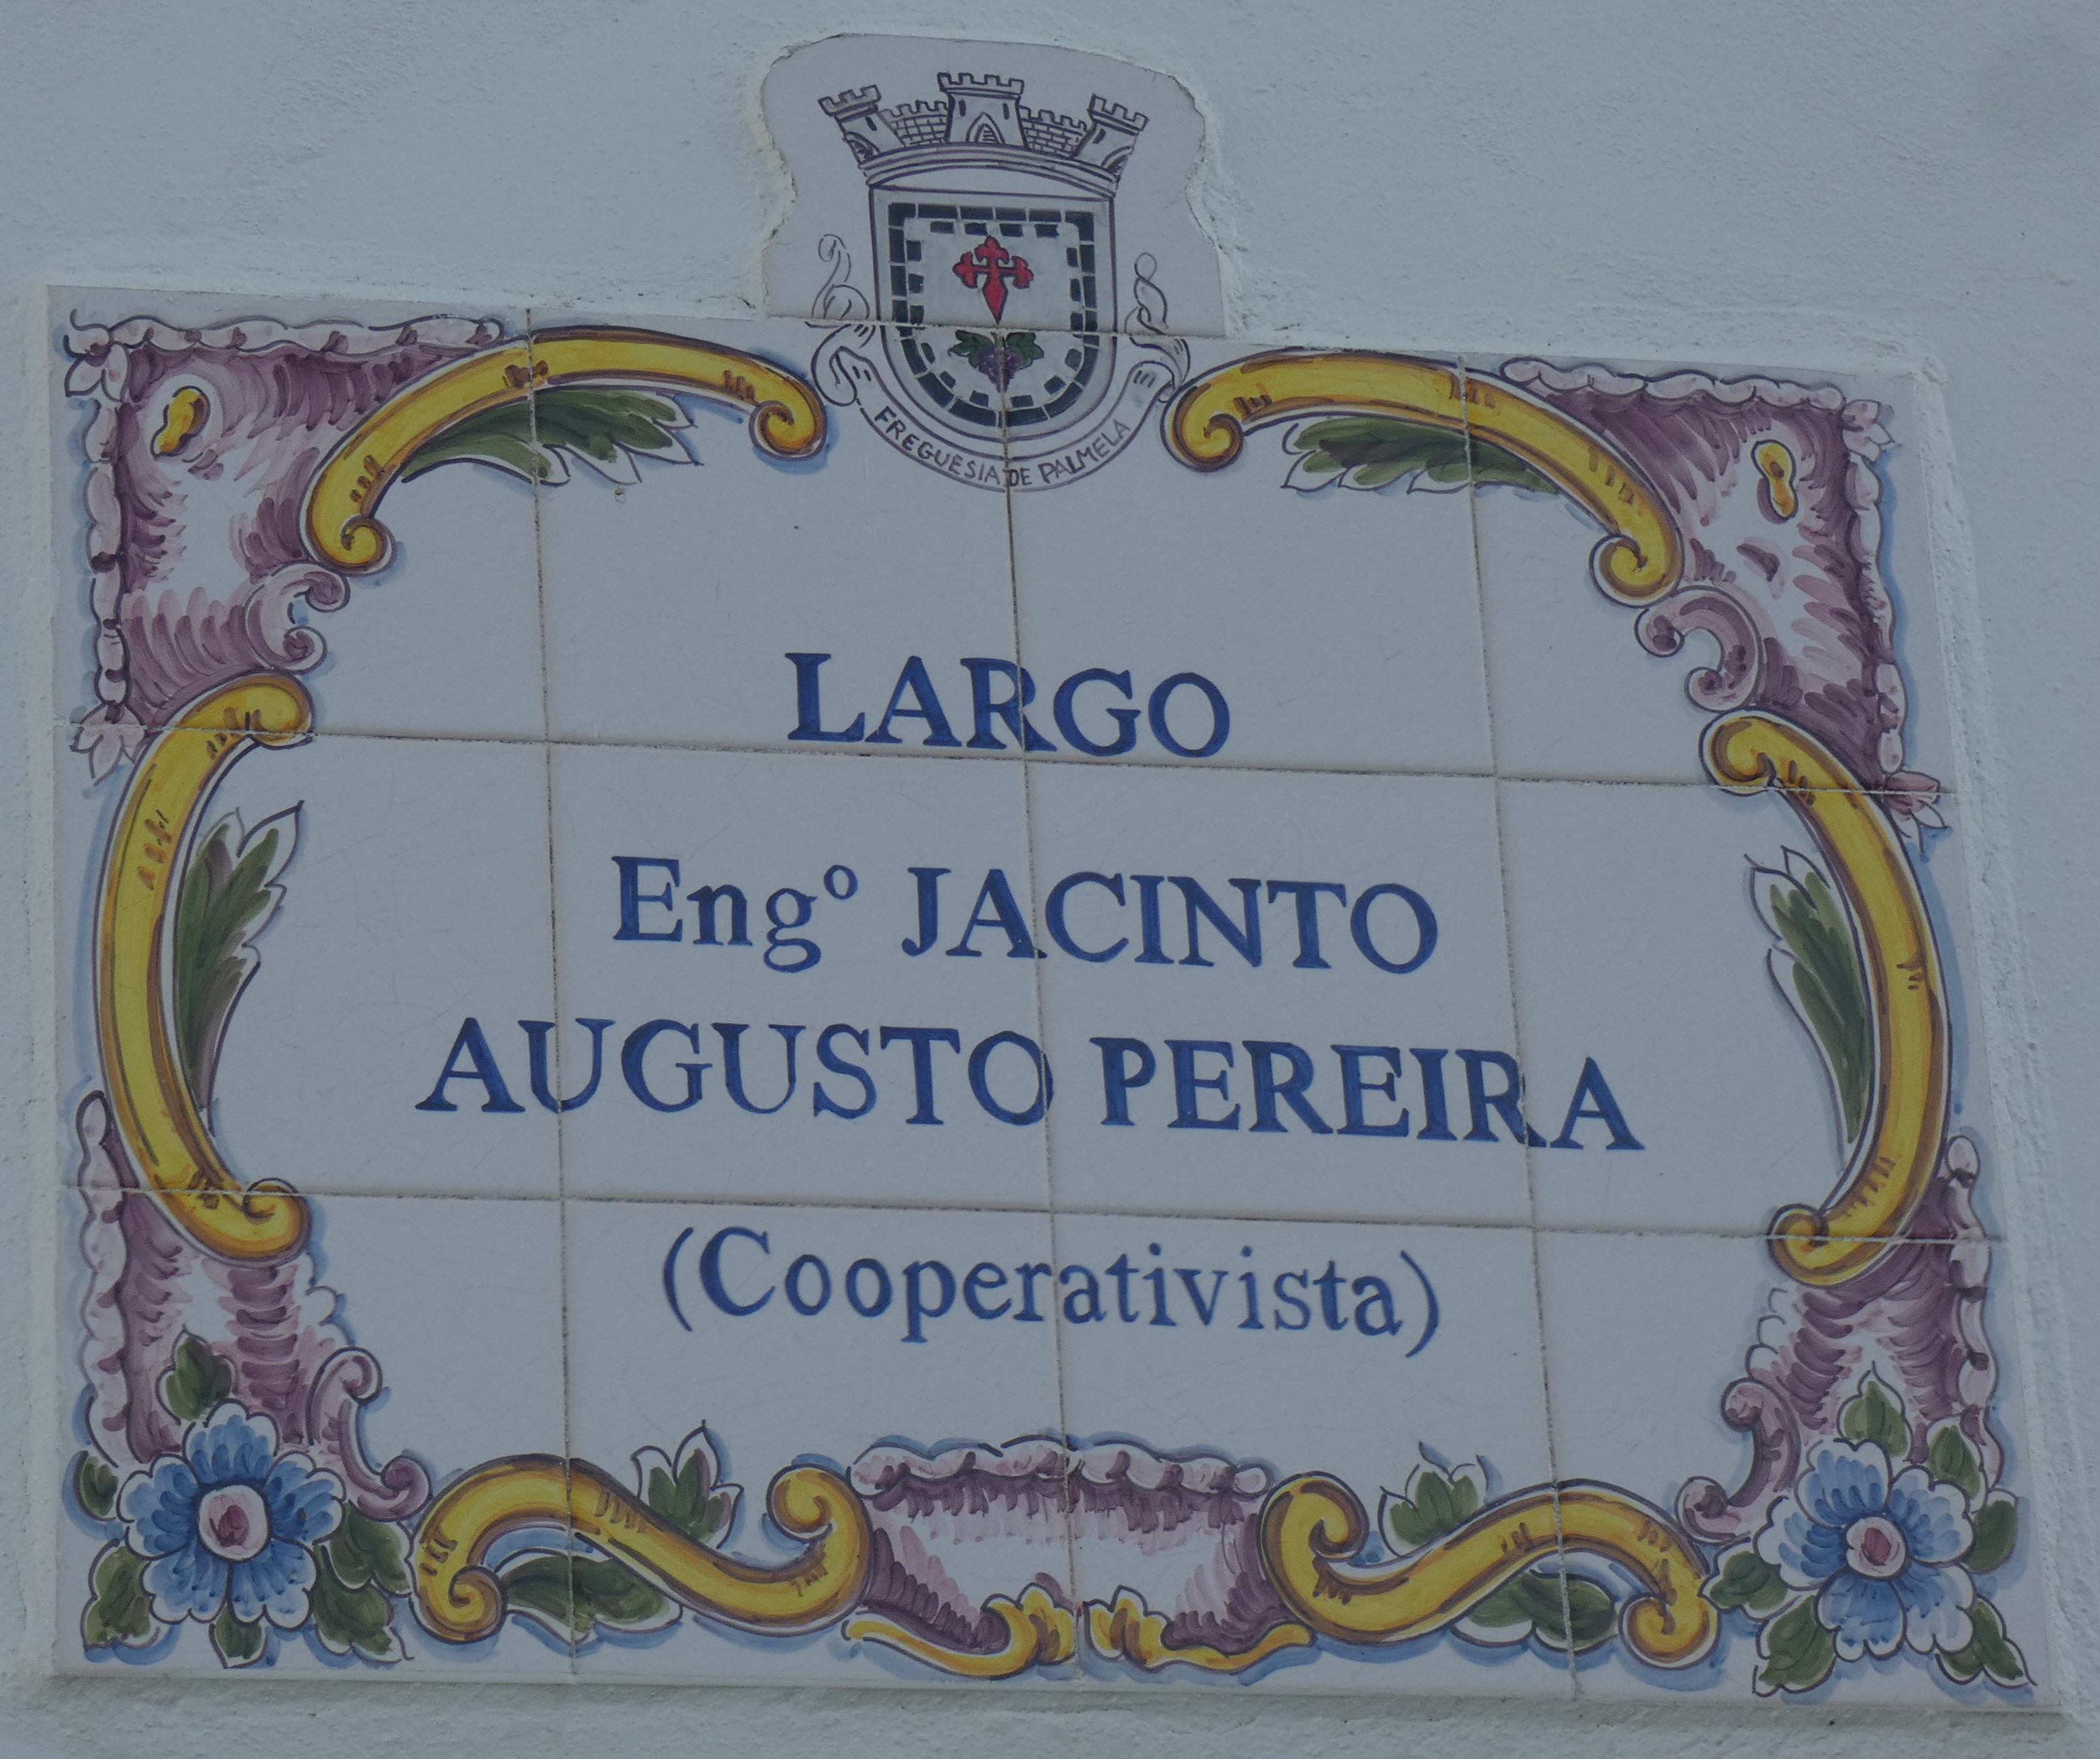 FREGUESIA DE PALMELA
LARGO
Engº JACINTO
AUGUSTO PEREIRA
(Cooperativista)